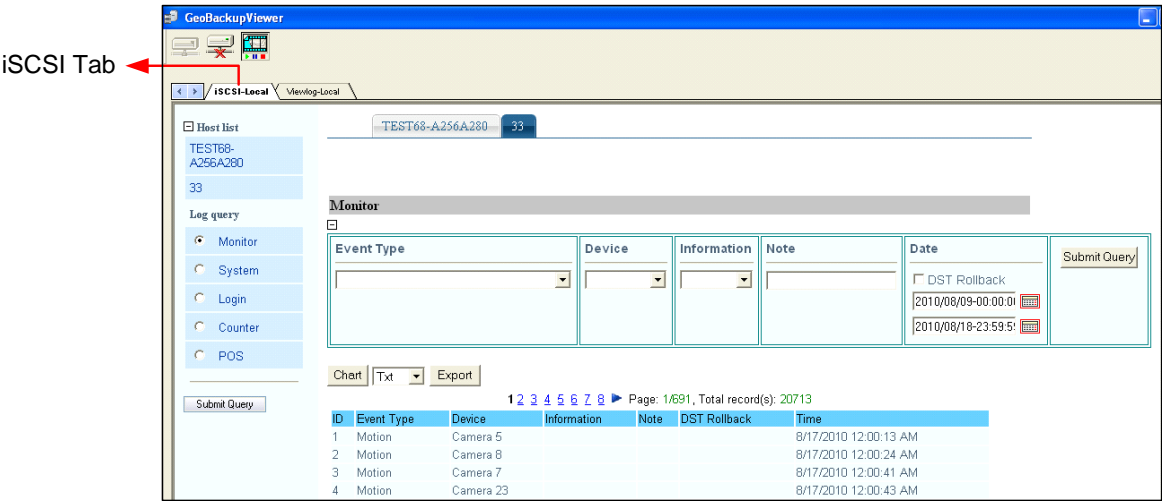 GeoBackupViewer
iSCSI Tab
iSCSI-Local Viewlog-Local
Host list
TEST68-A256A280 33
TEST68-
A256A280
33
Log query
Monitor
System
Login
Counter
POS
Submit Query
Monitor
Event Type Device Information Note Date
Submit Query
DST Rollback
2010/08/09-00:00:0
2010/08/18-23:59:5
Chart Txt Export
1 2 3 4 5 6 7 8 Page: 1/691, Total record(s): 20713
ID Event Type Device Information Note DST Rollback Time
1 Motion Camera 5 8/17/2010 12:00:13 AM
2 Motion Camera 8 8/17/2010 12:00:24 AM
3 Motion Camera 7 8/17/2010 12:00:41 AM
4 Motion Camera 23 8/17/2010 12:00:43 AM